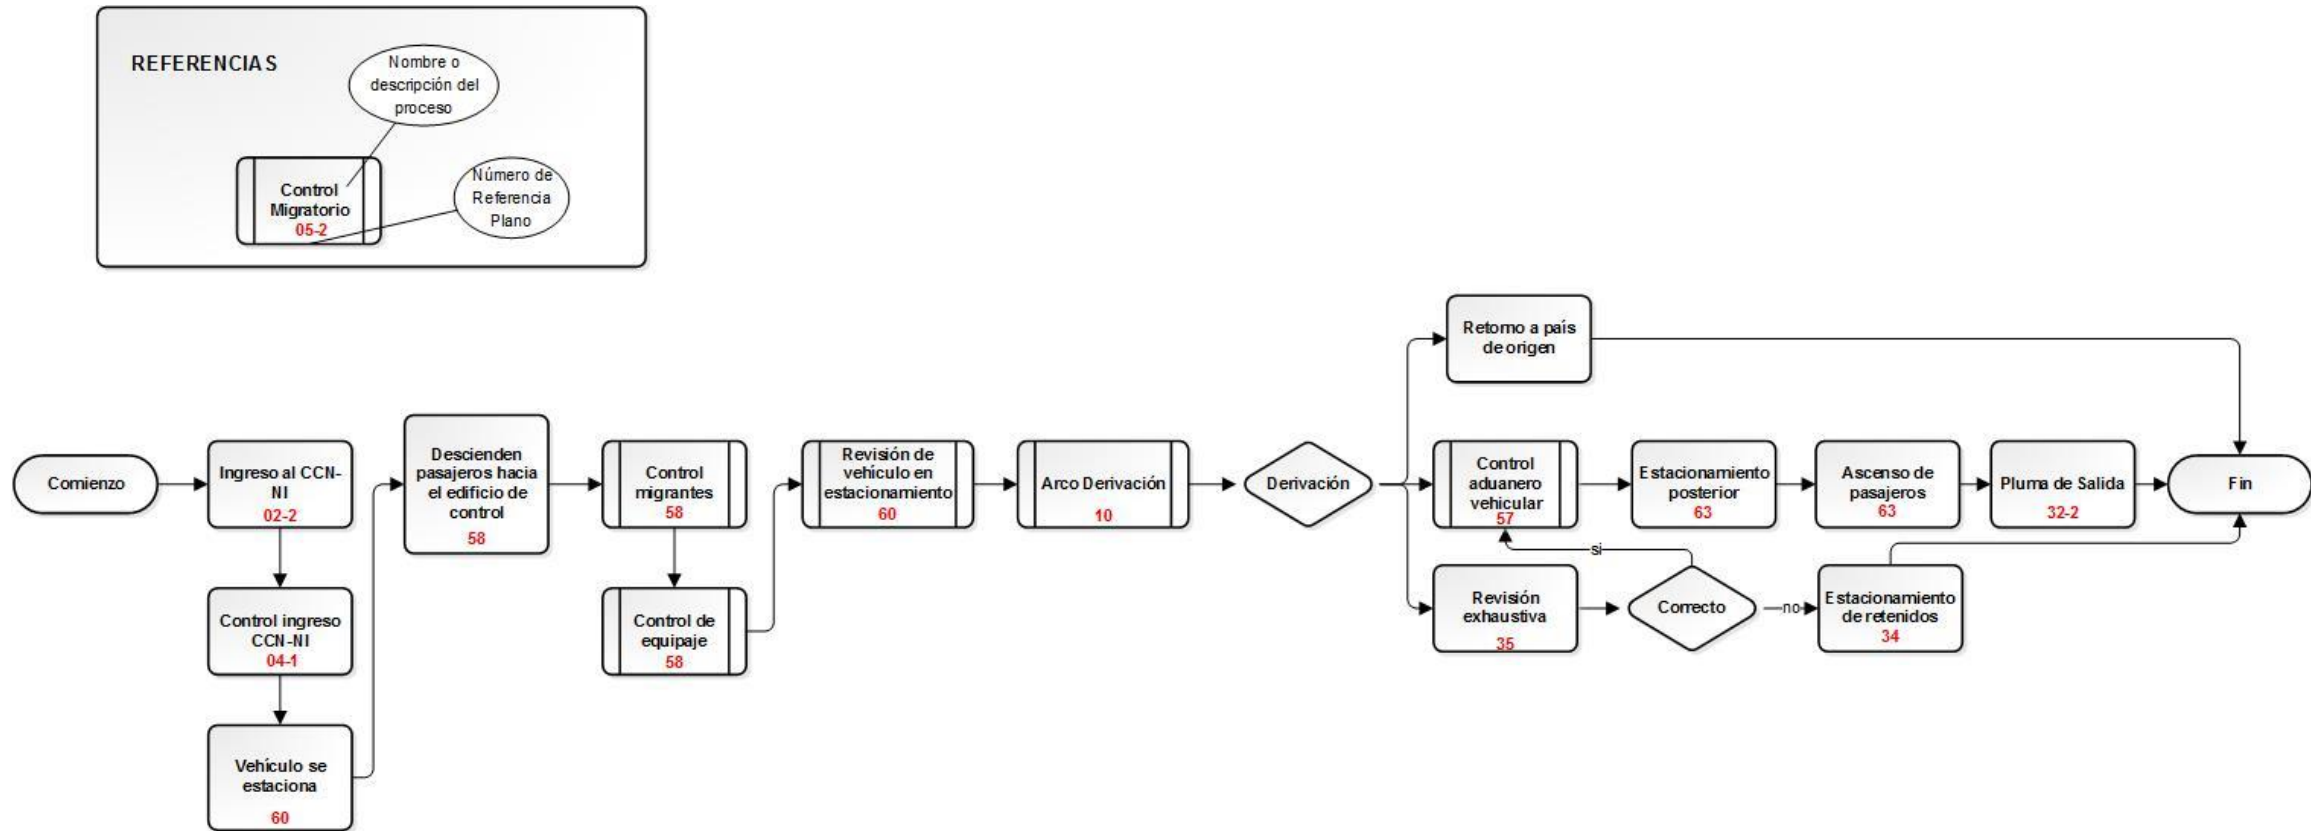 REFERENCIAS
Nombre o
descripción del
proceso
Control
Migratorio
05-2
Número de
Referencia
Plano
Comienzo
Ingreso al CCN-
NI
02-2
Control ingreso
CCN-NI
04-1
Vehículo se
estaciona
60
Descienden
pasajeros hacia
el edificio de
control
58
Control
migrantes
58
Control de
equipaje
58
Revisión de
vehículo en
estacionamiento
60
Arco Derivación
10
Derivación
Retorno a país
de origen
Control
aduanero
vehicular
57
Estacionamiento
posterior
63
Ascenso de
pasajeros
63
Pluma de Salida
32-2
Fin
si
Revisión
exhaustiva
35
Correcto
no
Estacionamiento
de retenidos
34